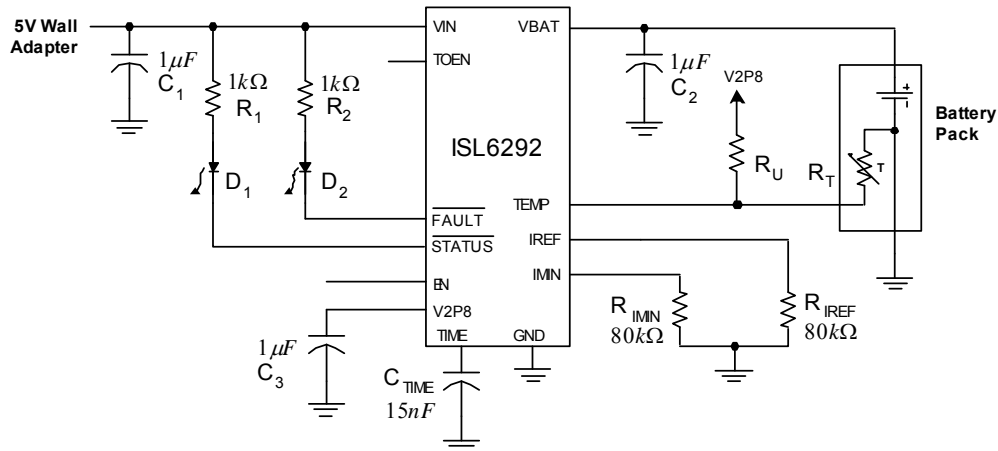 5V Wall
Adapter
1μF
C1
1kΩ
R1
1kΩ
R2
D1
D2
VIN
TOEN
FAULT
STATUS
EN
V2P8
TIME
GND
ISL6292
VBAT
TEMP
IREF
IMIN
1μF
C2
V2P8
RU
RT
T
+
Battery
Pack
RIMIN
80kΩ
RIREF
80kΩ
1μF
C3
CTIME
15nF